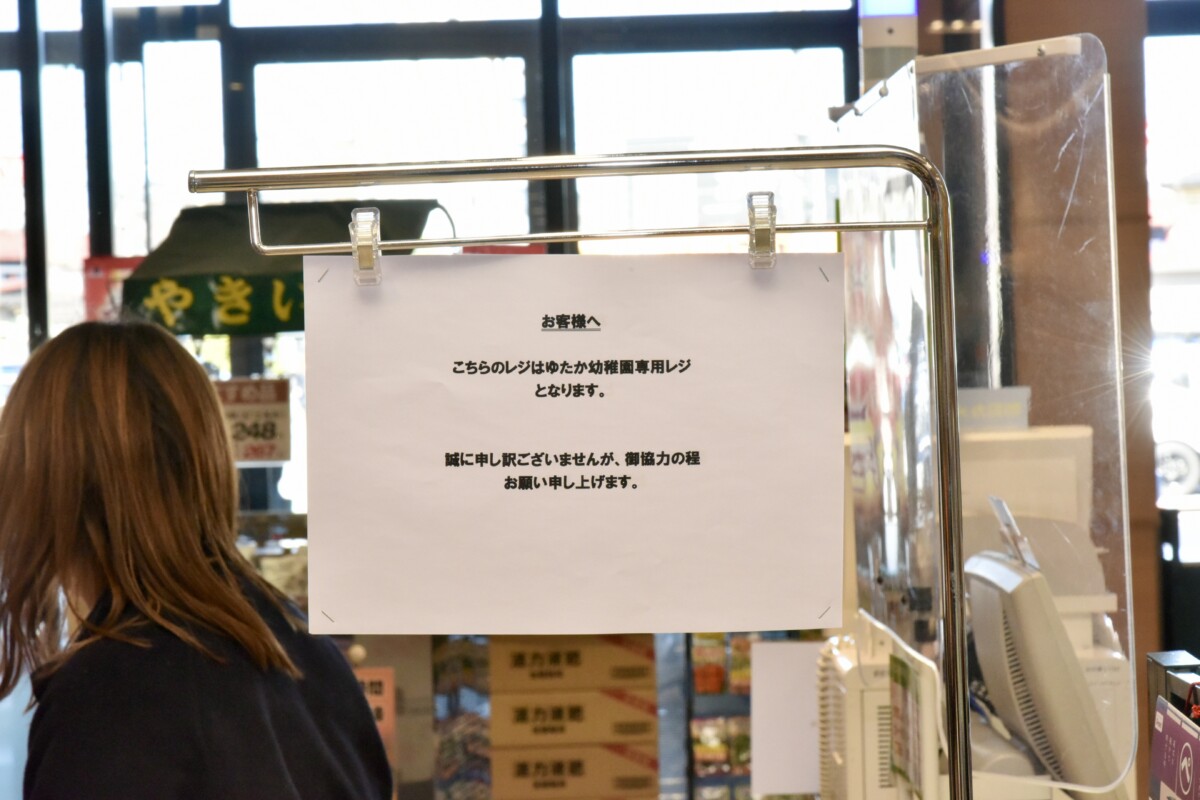 お客様へ
こちらのレジはゆたか幼稚園専用レジ
となります。
誠に申し訳ございませんが、御協力の程
お願い申し上げます。
やきい
248